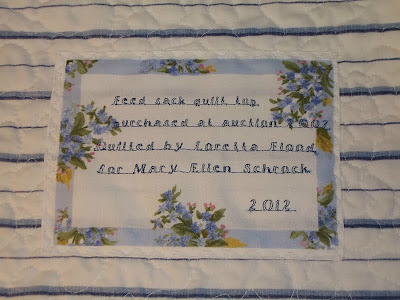 Feed sack quilt top
purchased at auction
Quilted by Loretta Flood
for Mary Ellen Schrock
2012